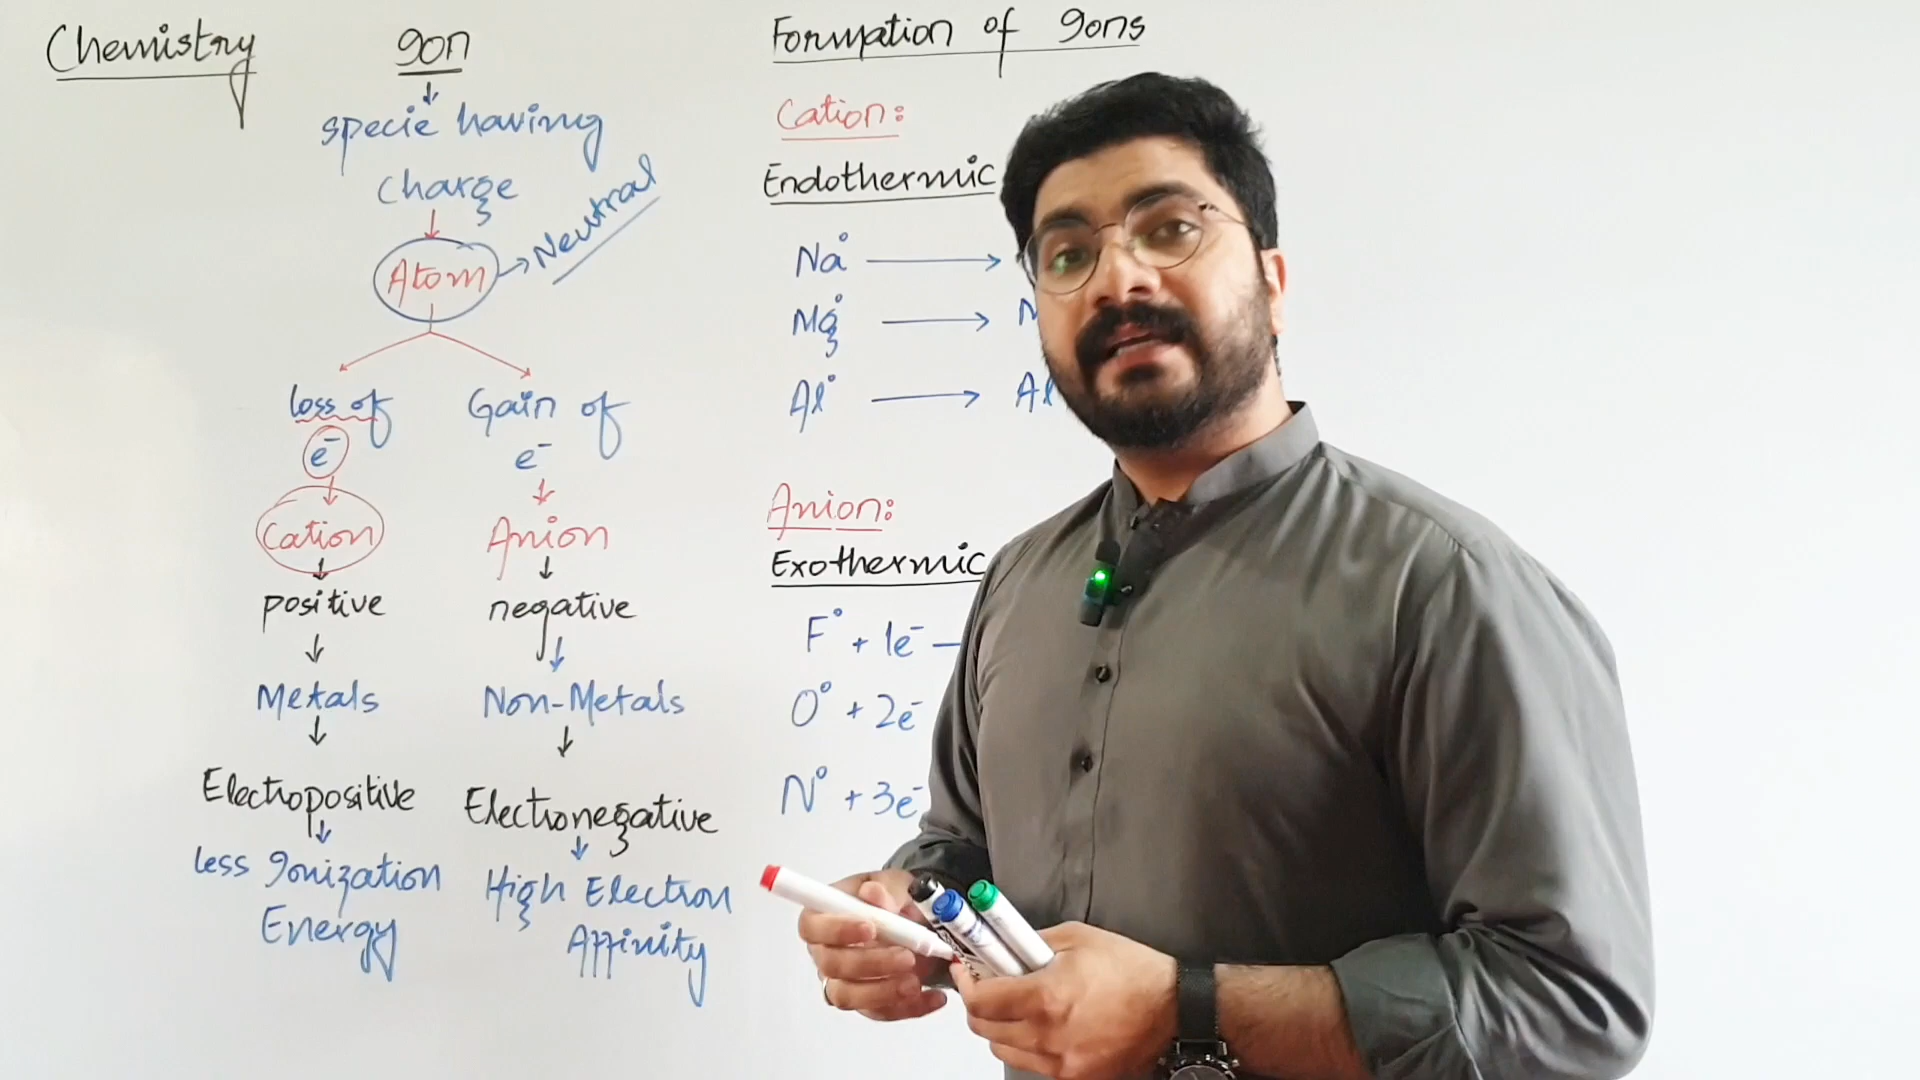 Chemistry
Ion
specie having
Charge
Atom → Neutral
loss of
e⁻
Cation
positive
Metals
Electropositive
less Ionization
Energy
Gain of
e⁻
Anion
negative
Non-Metals
Electronegative
High Electron
Affinity
Formation of Ions
Cation:
Endothermic
Na° →
Mg° →
Al° → Al
Anion:
Exothermic
F° + 1e⁻
O° + 2e⁻
N° + 3e⁻